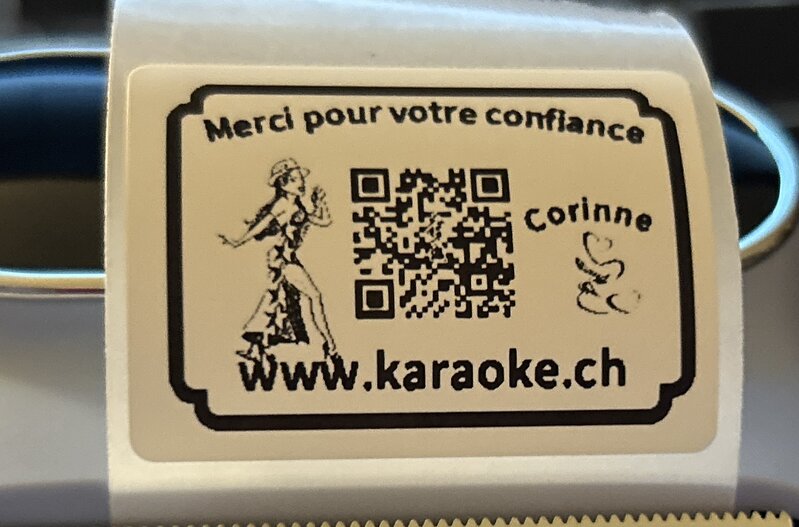 Merci pour votre confiance
Corinne
www.karaoke.ch